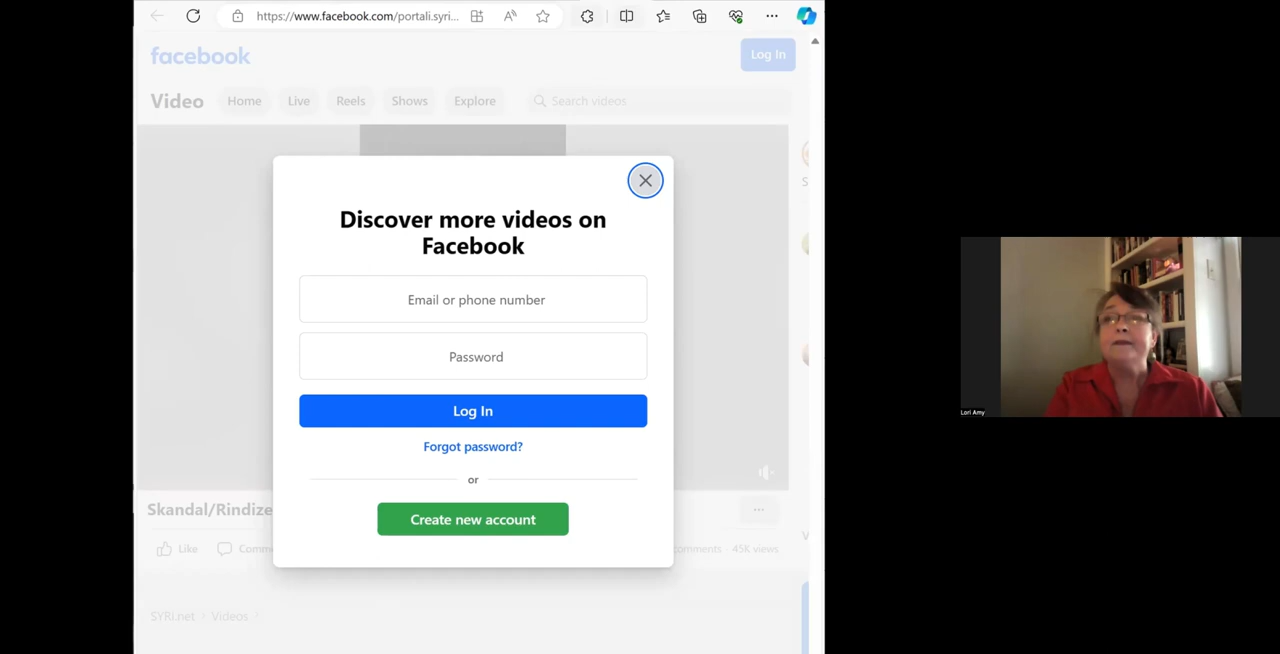 https://www.facebook.com/portali.syri...
facebook
Log In
Video
Home
Live
Reels
Shows
Explore
Search videos
Discover more videos on
Facebook
Email or phone number
Password
Log In
Forgot password?
or
Create new account
Skandal/Rindize
Like
comments · 45K views
SYRI.net
Videos
Lori Amy